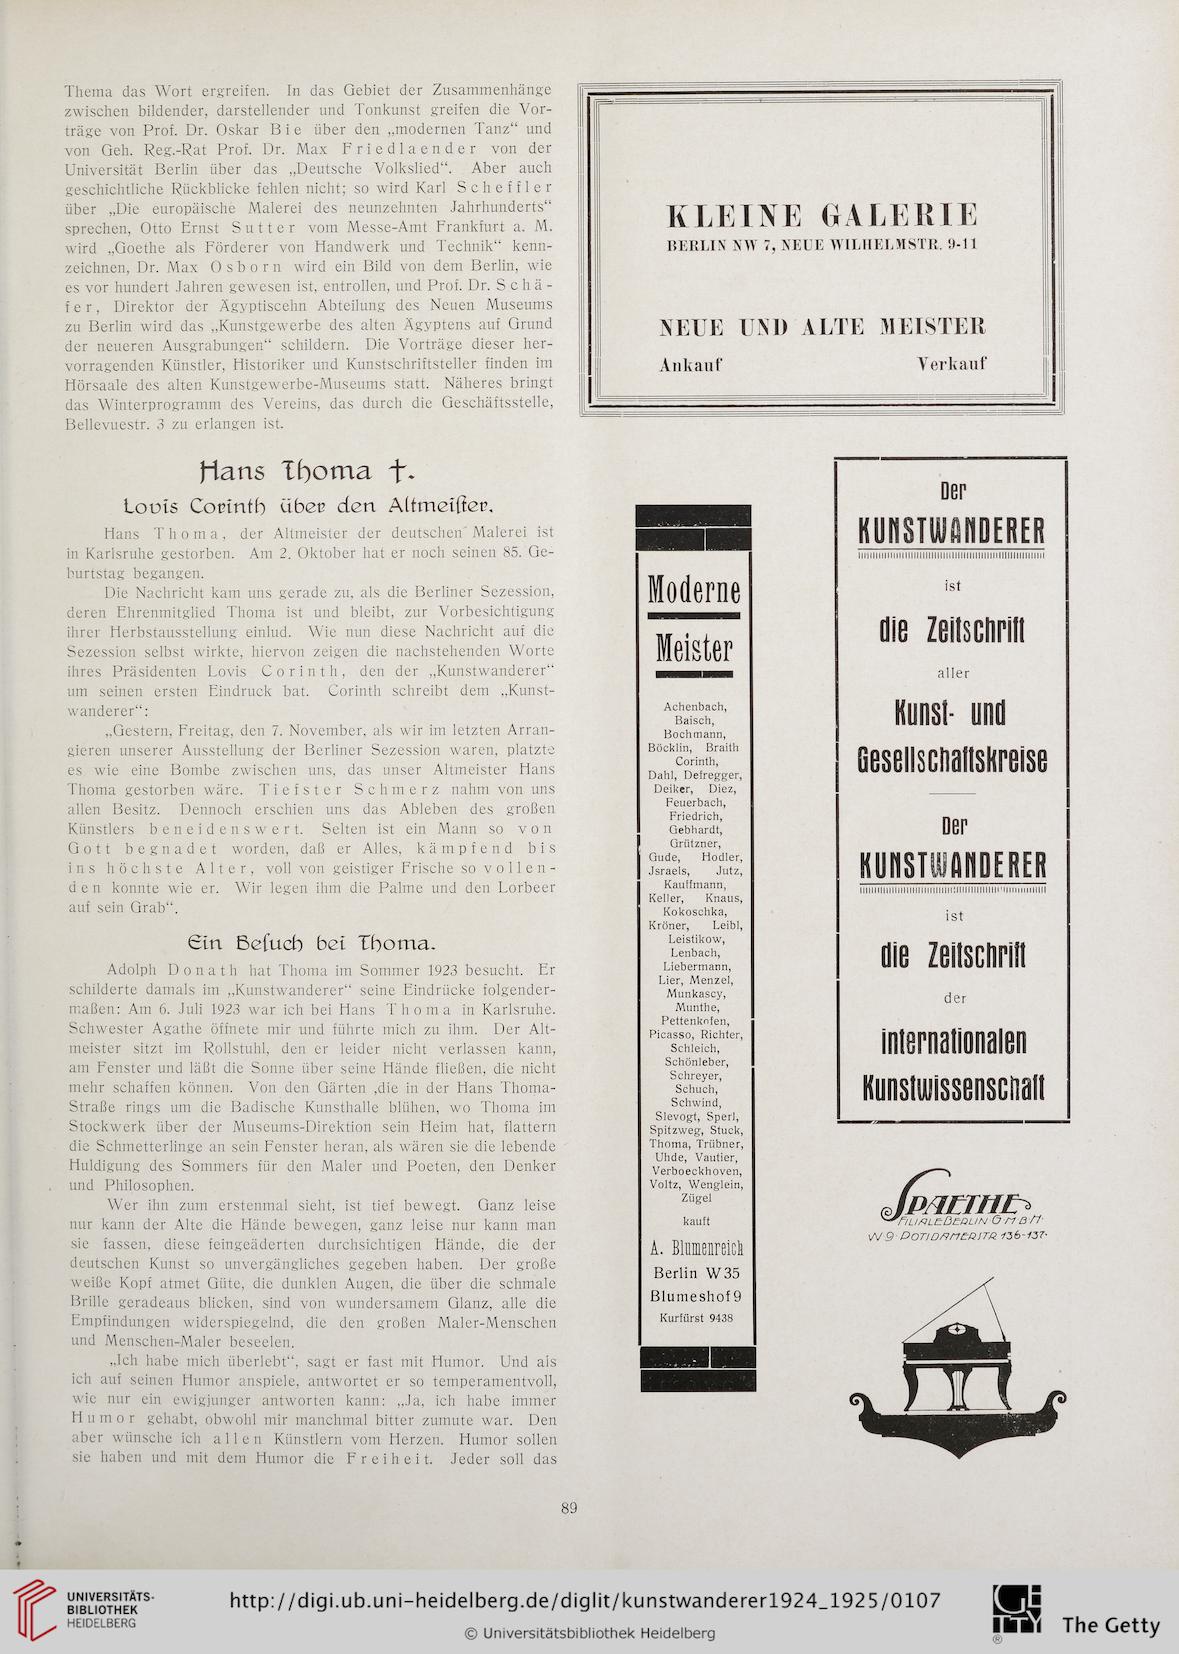 Thema das Wort ergreifen. In das Gebiet der Zusammenhänge
zwischen bildender, darstellender und Tonkunst greifen die Vor-
träge von Prof. Dr. Oskar Bie über den „modernen Tanz“ und
von Geh. Reg.-Rat Prof. Dr. Max Friedlaender von der
Universität Berlin über das „Deutsche Volkslied“. Aber auch
geschichtliche Rückblicke fehlen nicht; so wird Karl Scheffler
über „Die europäische Malerei des neunzehnten Jahrhunderts“
sprechen, Otto Ernst Sutter vom Messe-Amt Frankfurt a. M.
wird „Goethe als Förderer von Handwerk und Technik“ kenn-
zeichnen, Dr. Max Osborn wird ein Bild von dem Berlin, wie
es vor hundert Jahren gewesen ist, entrollen, und Prof. Dr. Schä-
fer, Direktor der Ägyptiscehn Abteilung des Neuen Museums
zu Berlin wird das „Kunstgewerbe des alten Ägyptens auf Grund
der neueren Ausgrabungen“ schildern. Die Vorträge dieser her-
vorragenden Künstler, Historiker und Kunstschriftsteller finden im
Hörsaale des alten Kunstgewerbe-Museums statt. Näheres bringt
das Winterprogramm des Vereins, das durch die Geschäftsstelle,
Bellevuestr. 3 zu erlangen ist.
Hans Thoma †.
Lovis Corinth über den Altmeister.
Hans Thoma, der Altmeister der deutschen Malerei ist
in Karlsruhe gestorben. Am 2. Oktober hat er noch seinen 85. Ge-
burtstag begangen.
Die Nachricht kam uns gerade zu, als die Berliner Sezession,
deren Ehrenmitglied Thoma ist und bleibt, zur Vorbesichtigung
ihrer Herbstausstellung einlud. Wie nun diese Nachricht auf die
Sezession selbst wirkte, hiervon zeigen die nachstehenden Worte
ihres Präsidenten Lovis Corinth, den der „Kunstwanderer“
um seinen ersten Eindruck bat. Corinth schreibt dem „Kunst-
wanderer“:
„Gestern, Freitag, den 7. November, als wir im letzten Arran-
gieren unserer Ausstellung der Berliner Sezession waren, platzte
es wie eine Bombe zwischen uns, das unser Altmeister Hans
Thoma gestorben wäre. Tiefster Schmerz nahm von uns
allen Besitz. Dennoch erschien uns das Ableben des großen
Künstlers beneidenswert. Selten ist ein Mann so von
Gott begnadet worden, daß er Alles, kämpfend bis
ins höchste Alter, voll von geistiger Frische so vollen-
den konnte wie er. Wir legen ihm die Palme und den Lorbeer
auf sein Grab“.
Ein Besuch bei Thoma.
Adolph Donath hat Thoma im Sommer 1923 besucht. Er
schilderte damals im „Kunstwanderer“ seine Eindrücke folgender-
maßen: Am 6. Juli 1923 war ich bei Hans Thoma in Karlsruhe.
Schwester Agathe öffnete mir und führte mich zu ihm. Der Alt-
meister sitzt im Rollstuhl, den er leider nicht verlassen kann,
am Fenster und läßt die Sonne über seine Hände fließen, die nicht
mehr schaffen können. Von den Gärten ,die in der Hans Thoma-
Straße rings um die Badische Kunsthalle blühen, wo Thoma im
Stockwerk über der Museums-Direktion sein Heim hat, flattern
die Schmetterlinge an sein Fenster heran, als wären sie die lebende
Huldigung des Sommers für den Maler und Poeten, den Denker
und Philosophen.
Wer ihn zum erstenmal sieht, ist tief bewegt. Ganz leise
nur kann der Alte die Hände bewegen, ganz leise nur kann man
sie fassen, diese feingeäderten durchsichtigen Hände, die der
deutschen Kunst so unvergängliches gegeben haben. Der große
weiße Kopf atmet Güte, die dunklen Augen, die über die schmale
Brille geradeaus blicken, sind von wundersamem Glanz, alle die
Empfindungen widerspiegelnd, die den großen Maler-Menschen
und Menschen-Maler beseelen.
„Ich habe mich überlebt“, sagt er fast mit Humor. Und als
ich auf seinen Humor anspiele, antwortet er so temperamentvoll,
wie nur ein ewigjunger antworten kann: „Ja, ich habe immer
Humor gehabt, obwohl mir manchmal bitter zumute war. Den
aber wünsche ich allen Künstlern vom Herzen. Humor sollen
sie haben und mit dem Humor die Freiheit. Jeder soll das
KLEINE GALERIE
BERLIN NW 7, NEUE WILHELMSTR. 9-11
NEUE UND ALTE MEISTER
Ankauf Verkauf
Moderne
Meister
Achenbach,
Baisch,
Bochmann,
Böcklin, Braith
Corinth,
Dahl, Defregger,
Deiker, Diez,
Feuerbach,
Friedrich,
Gebhardt,
Grützner,
Gude, Hodler,
Jsraels, Jutz,
Kauffmann,
Keller, Knaus,
Kokoschka,
Kröner, Leibl,
Leistikow,
Lenbach,
Liebermann,
Lier, Menzel,
Munkascy,
Munthe,
Pettenkofen,
Picasso, Richter,
Schleich,
Schönleber,
Schreyer,
Schuch,
Schwind,
Slevogt, Sperl,
Spitzweg, Stuck,
Thoma, Trübner,
Uhde, Vautier,
Verboeckhoven,
Voltz, Wenglein,
Zügel
kauft
A. Blumenreich
Berlin W35
Blumeshof 9
Kurfürst 9438
Der
KUNSTWANDERER
ist
die Zeitschrift
aller
Kunst- und
Gesellschaftskreise
Der
KUNSTWANDERER
ist
die Zeitschrift
der
internationalen
Kunstwissenschaft
SPAETHE
FILIALE BERLIN G·M·B·H·
W 9 · POTSDAMERSTR 136-137·
89
UNIVERSITÄTS-
BIBLIOTHEK
HEIDELBERG
http://digi.ub.uni-heidelberg.de/diglit/kunstwanderer1924_1925/0107
© Universitätsbibliothek Heidelberg
GETTY
®
The Getty